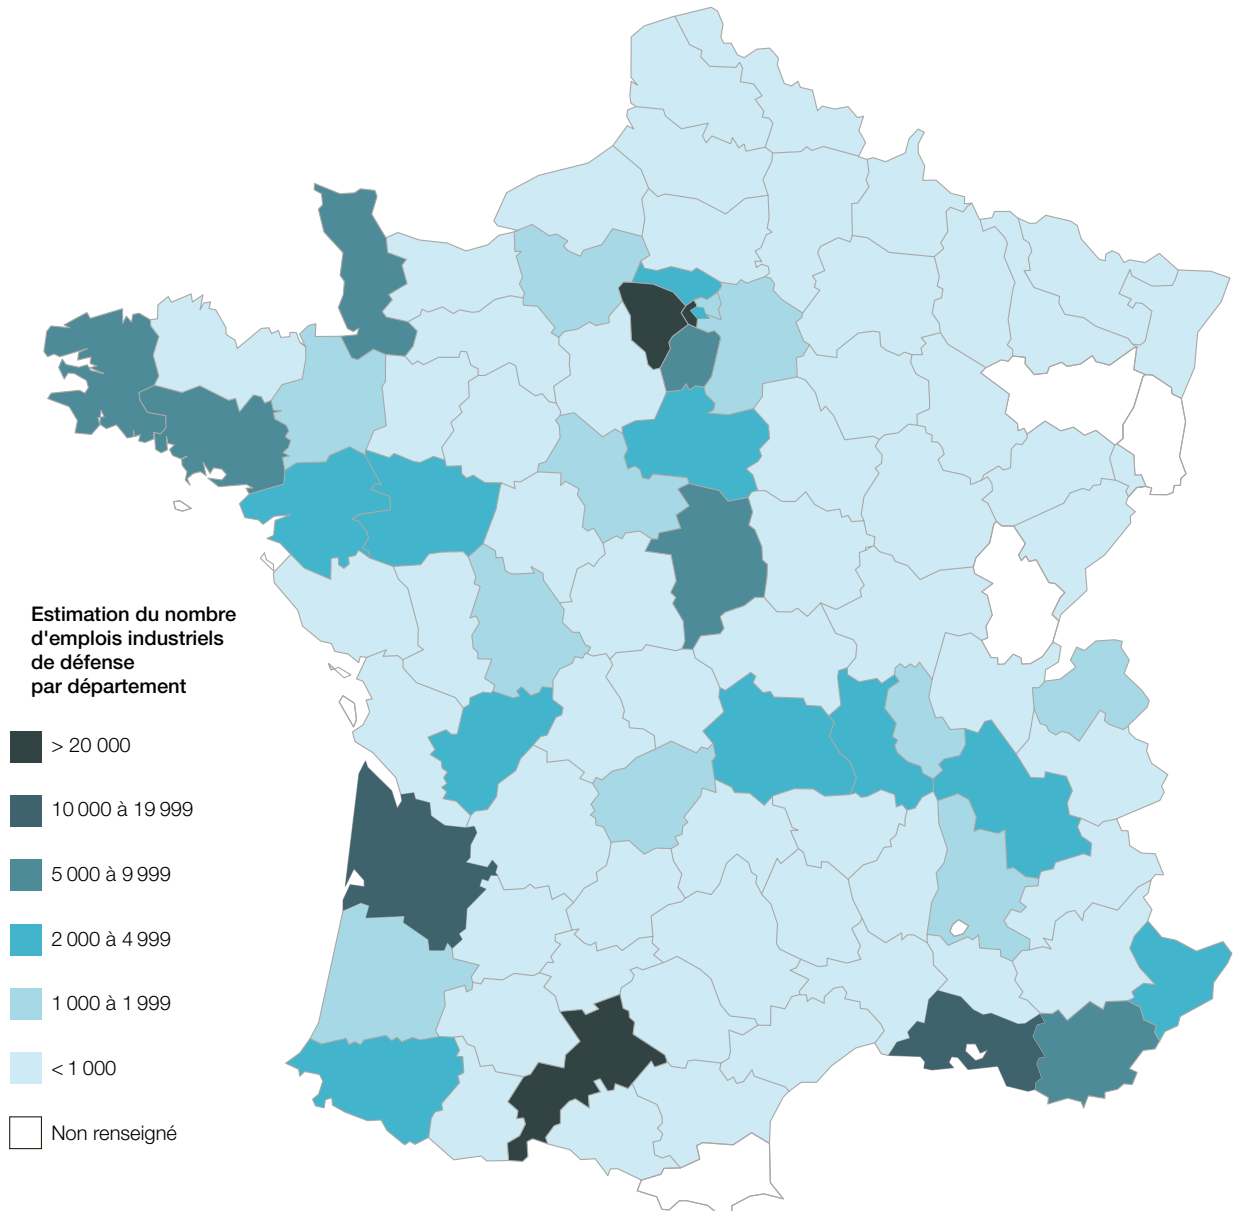 Estimation du nombre
d'emplois industriels
de défense
par département
> 20 000
10 000 à 19 999
5 000 à 9 999
2 000 à 4 999
1 000 à 1 999
< 1 000
Non renseigné